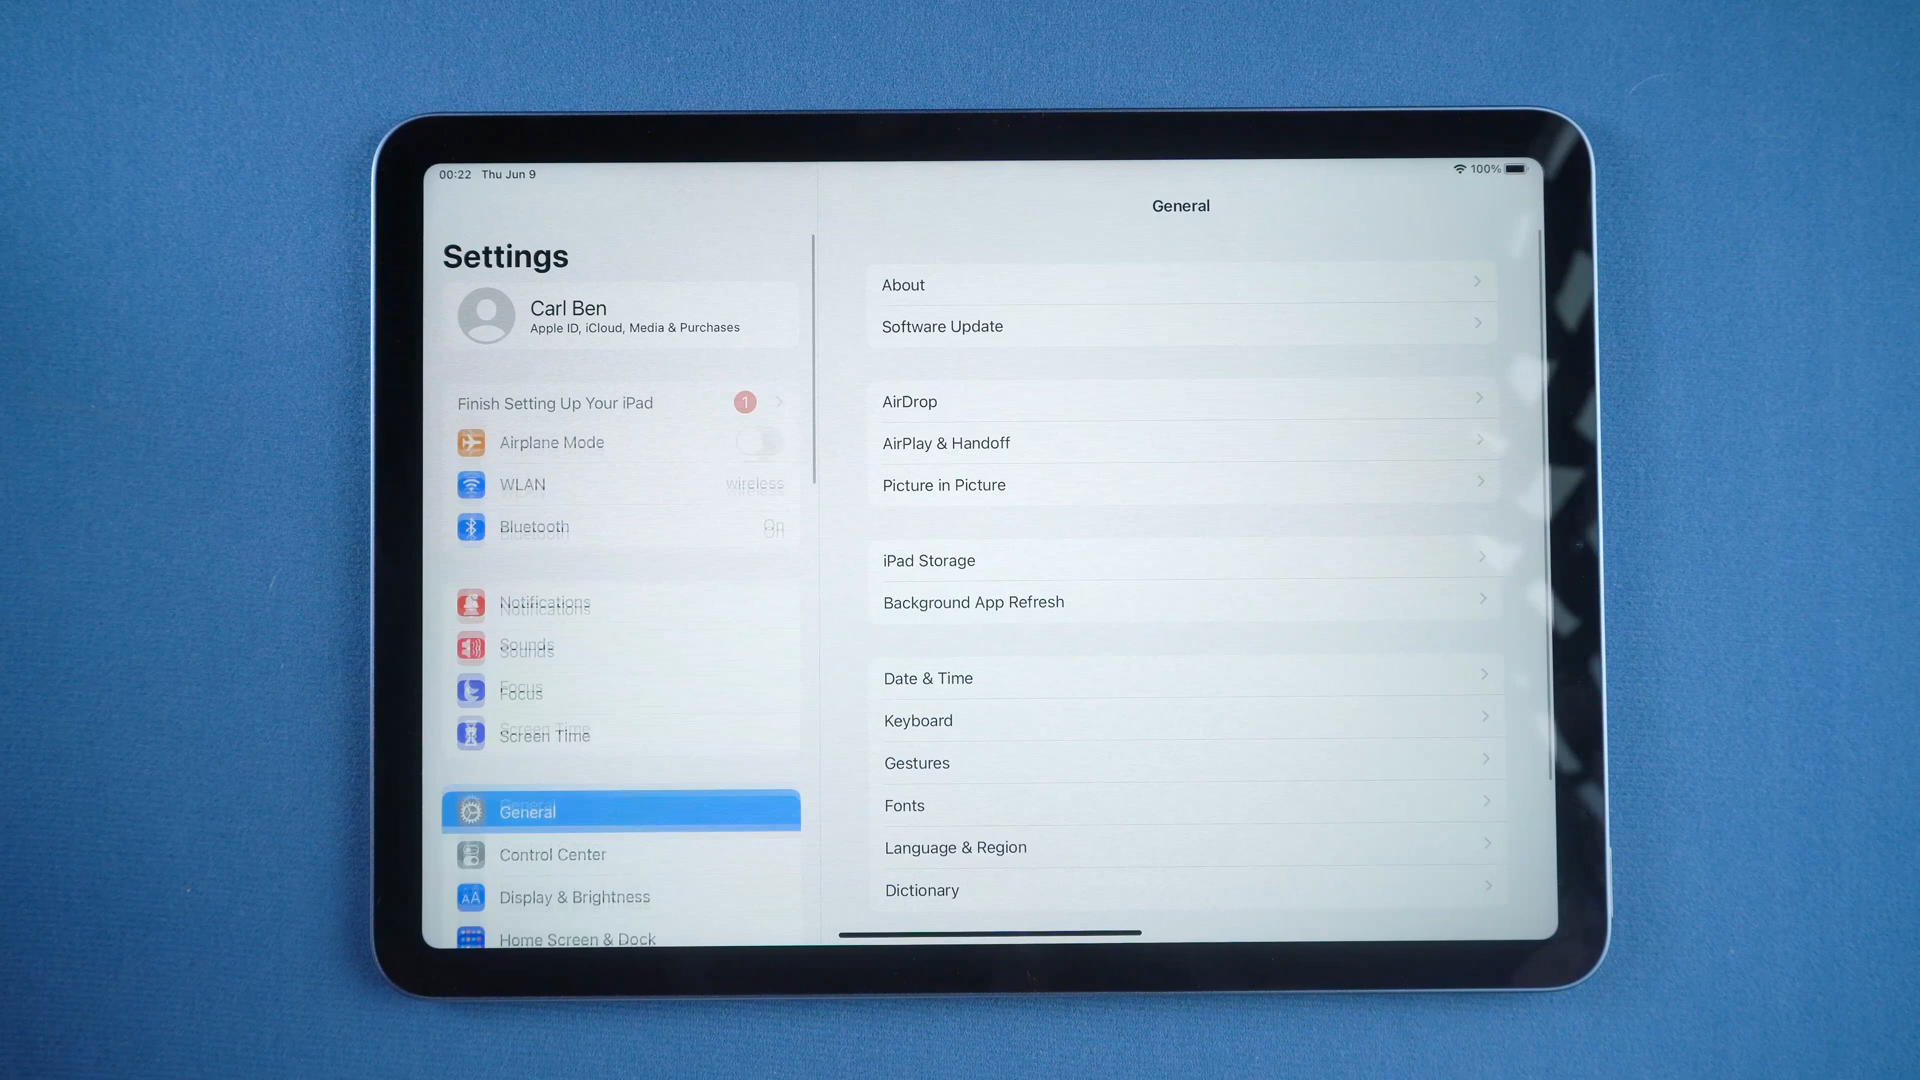 00:22 Thu Jun 9
100%
Settings
Carl Ben
Apple ID, iCloud, Media & Purchases
Finish Setting Up Your iPad 1
Airplane Mode
WLAN wireless
Bluetooth On
Notifications
Sounds
Focus
Screen Time
General
Control Center
AA Display & Brightness
Home Screen & Dock
General
About
Software Update
AirDrop
AirPlay & Handoff
Picture in Picture
iPad Storage
Background App Refresh
Date & Time
Keyboard
Gestures
Fonts
Language & Region
Dictionary